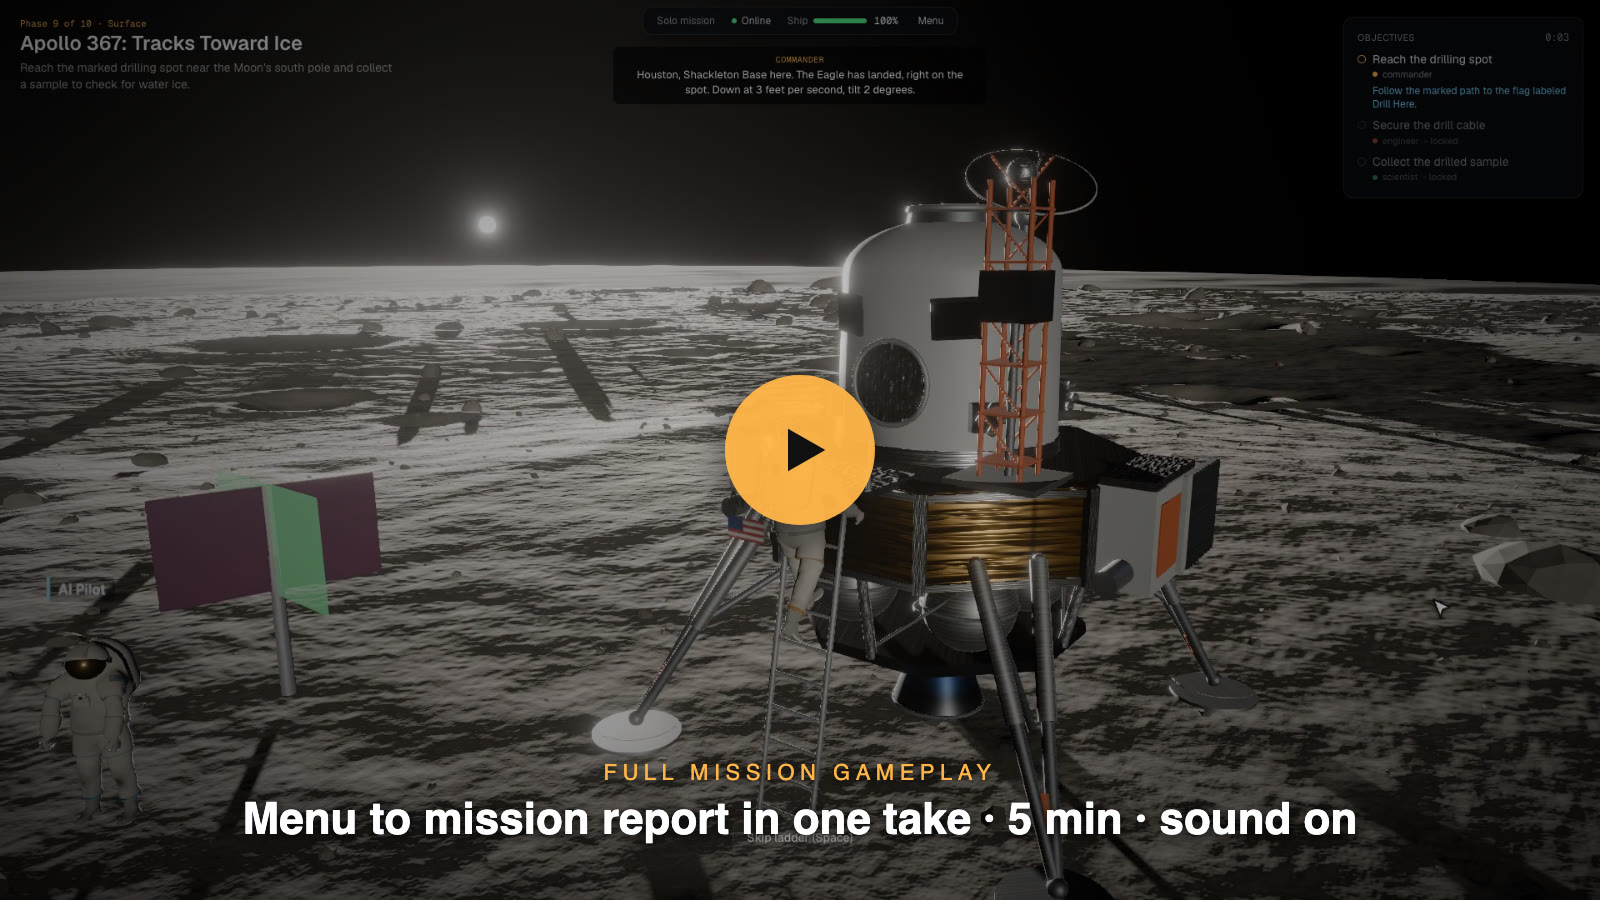 Phase 9 of 10 · Surface
Apollo 367: Tracks Toward Ice
Reach the marked drilling spot near the Moon's south pole and collect
a sample to check for water ice.
Solo mission
Online
Ship
100%
Menu
COMMANDER
Houston, Shackleton Base here. The Eagle has landed, right on the
spot. Down at 3 feet per second, tilt 2 degrees.
OBJECTIVES
0:03
Reach the drilling spot
commander
Follow the marked path to the flag labeled
Drill Here.
Secure the drill cable
engineer - locked
Collect the drilled sample
scientist - locked
AI Pilot
FULL MISSION GAMEPLAY
Menu to mission report in one take · 5 min · sound on
Skip ladder (Space)